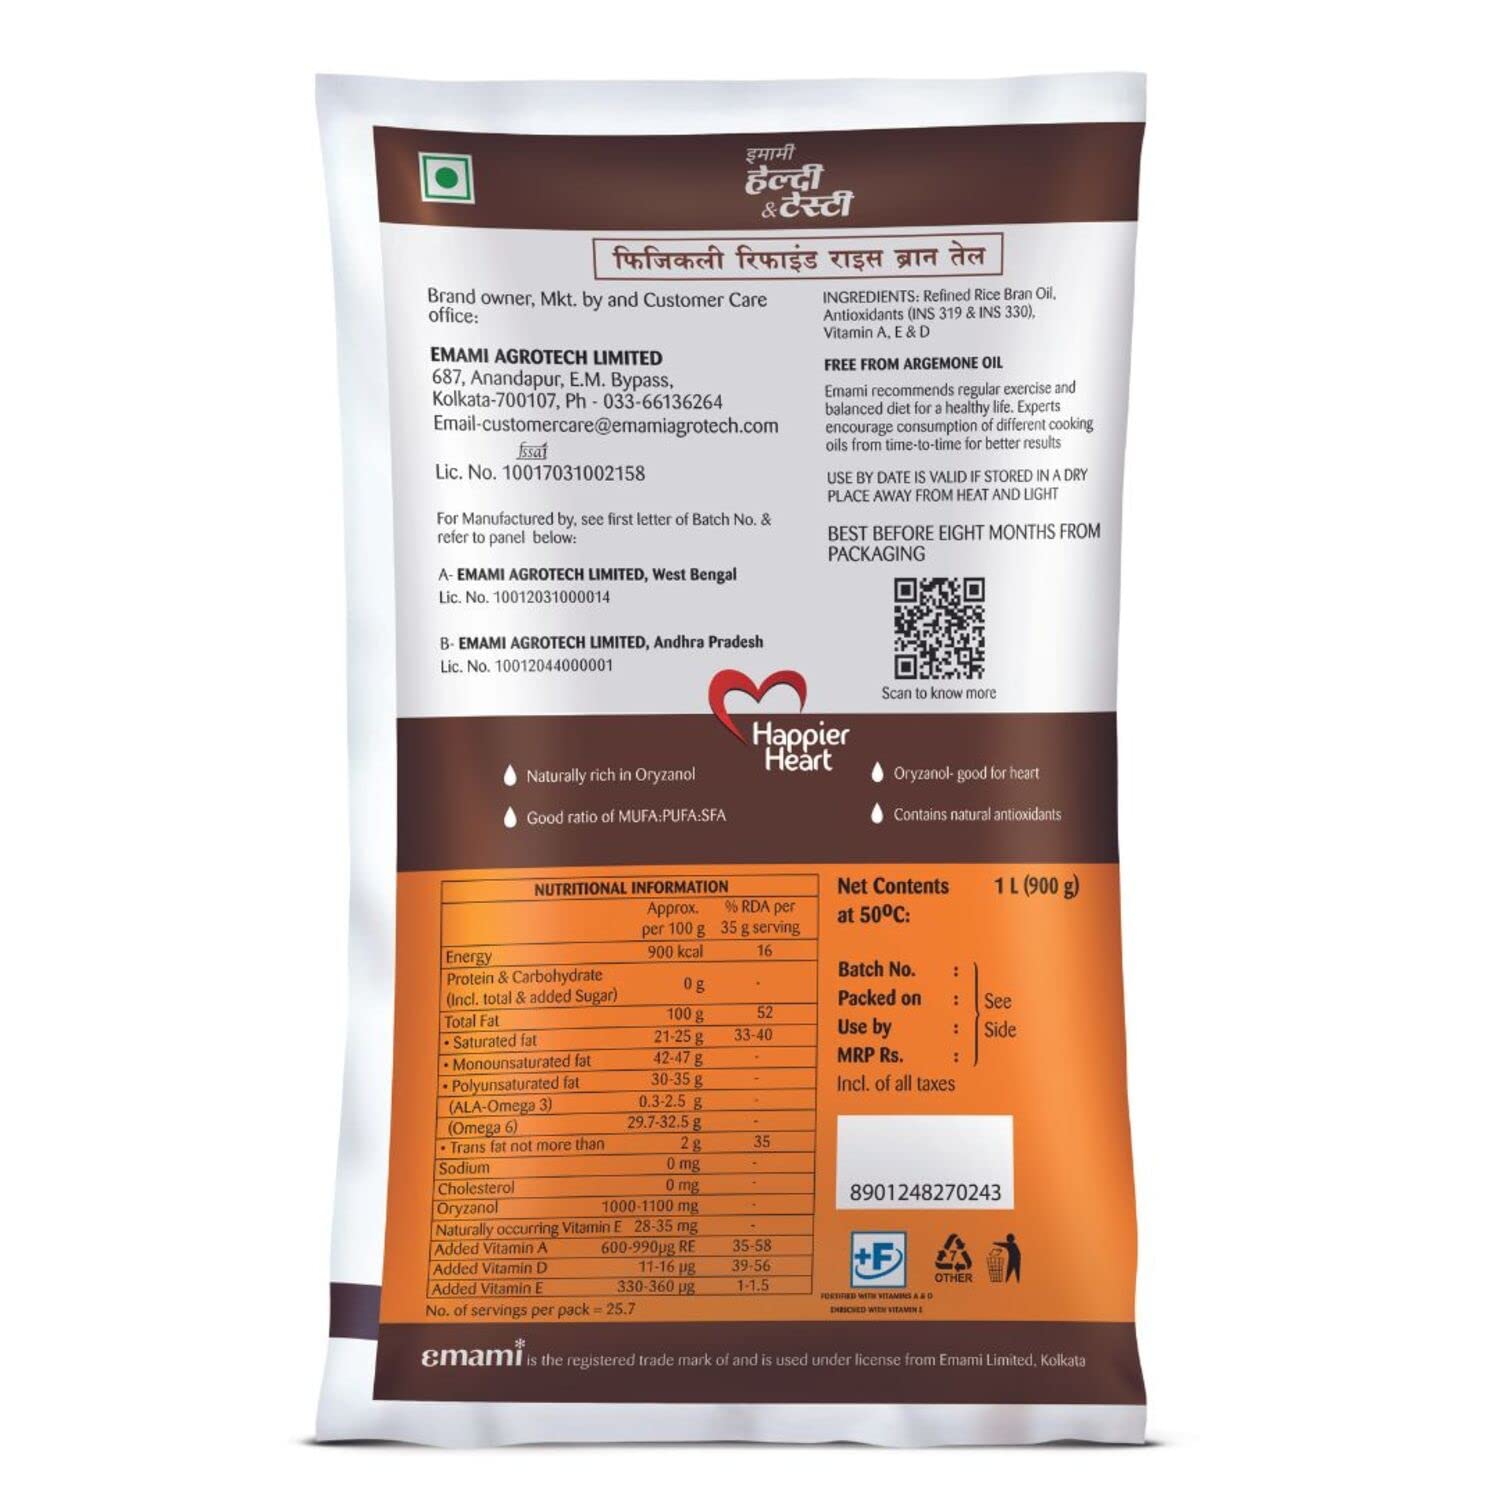 इमामी
हेल्दी
&टेस्टी
फिजिकली रिफाइंड राइस ब्रान तेल
Brand owner, Mkt. by and Customer Care
office:
EMAMI AGROTECH LIMITED
687, Anandapur, E.M. Bypass,
Kolkata-700107, Ph - 033-66136264
Email-customercare@emamiagrotech.com
fssai
Lic. No. 10017031002158
For Manufactured by, see first letter of Batch No. &
refer to panel below:
A- EMAMI AGROTECH LIMITED, West Bengal
Lic. No. 10012031000014
B- EMAMI AGROTECH LIMITED, Andhra Pradesh
Lic. No. 10012044000001
INGREDIENTS: Refined Rice Bran Oil,
Antioxidants (INS 319 & INS 330),
Vitamin A, E & D
FREE FROM ARGEMONE OIL
Emami recommends regular exercise and
balanced diet for a healthy life. Experts
encourage consumption of different cooking
oils from time-to-time for better results
USE BY DATE IS VALID IF STORED IN A DRY
PLACE AWAY FROM HEAT AND LIGHT
BEST BEFORE EIGHT MONTHS FROM
PACKAGING
Scan to know more
Happier
Heart
Naturally rich in Oryzanol
Good ratio of MUFA:PUFA:SFA
Oryzanol- good for heart
Contains natural antioxidants
NUTRITIONAL INFORMATION
Approx. % RDA per
per 100 g 35 g serving
Energy 900 kcal 16
Protein & Carbohydrate
(Incl. total & added Sugar) 0 g -
Total Fat 100 g 52
• Saturated fat 21-25 g 33-40
• Monounsaturated fat 42-47 g -
• Polyunsaturated fat 30-35 g -
(ALA-Omega 3) 0.3-2.5 g -
(Omega 6) 29.7-32.5 g -
• Trans fat not more than 2 g 35
Sodium 0 mg -
Cholesterol 0 mg -
Oryzanol 1000-1100 mg -
Naturally occurring Vitamin E 28-35 mg -
Added Vitamin A 600-990µg RE 35-58
Added Vitamin D 11-16 µg 39-56
Added Vitamin E 330-360 µg 1-1.5
No. of servings per pack = 25.7
Net Contents 1 L (900 g)
at 50ºC:
Batch No. :
Packed on : See
Use by : Side
MRP Rs. :
Incl. of all taxes
8901248270243
+F
7
OTHER
FORTIFIED WITH VITAMINS A & D
ENRICHED WITH VITAMIN E
emami* is the registered trade mark of and is used under license from Emami Limited, Kolkata